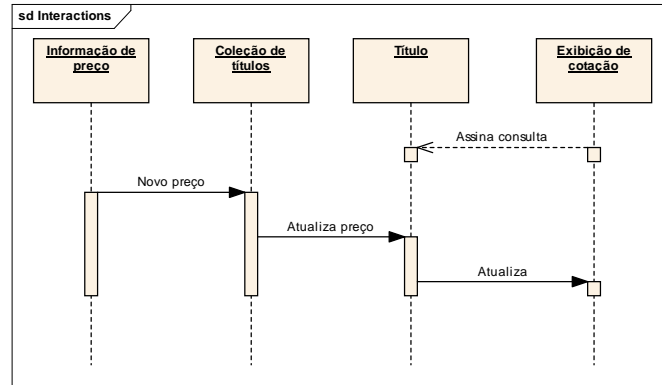 sd Interactions
Informação de
preço
Coleção de
títulos
Título
Exibição de
cotação
Assina consulta
Novo preço
Atualiza preço
Atualiza